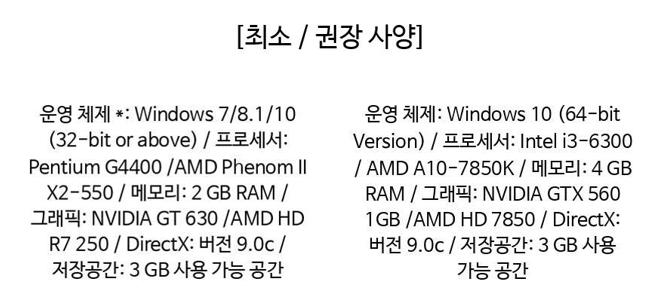 [최소 / 권장 사양]
운영 체제 *: Windows 7/8.1/10
(32-bit or above) / 프로세서:
Pentium G4400 /AMD Phenom II
X2-550 / 메모리: 2 GB RAM /
그래픽: NVIDIA GT 630 /AMD HD
R7 250 / DirectX: 버전 9.0c /
저장공간: 3 GB 사용 가능 공간
운영 체제: Windows 10 (64-bit
Version) / 프로세서: Intel i3-6300
/ AMD A10-7850K / 메모리: 4 GB
RAM / 그래픽: NVIDIA GTX 560
1GB /AMD HD 7850 / DirectX:
버전 9.0c / 저장공간: 3 GB 사용
가능 공간